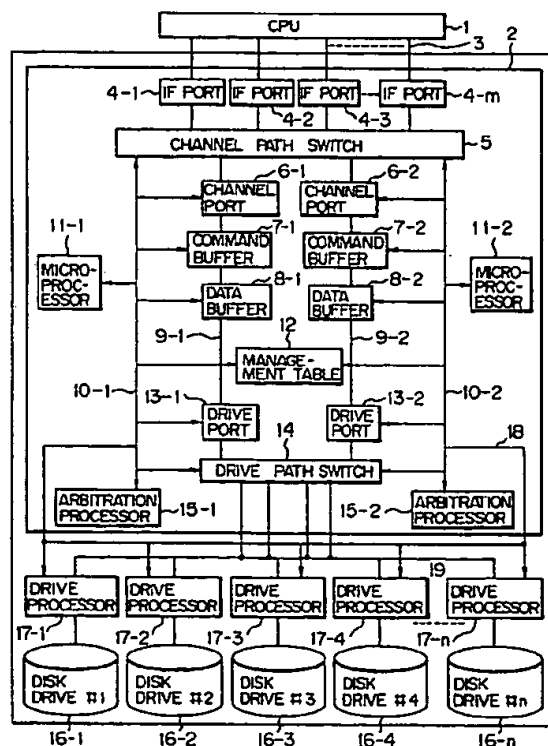 CPU
1
3
2
4-1
IF PORT
IF PORT
IF PORT
IF PORT
4-m
4-2
4-3
CHANNEL PATH SWITCH
5
6-1
6-2
CHANNEL
PORT
CHANNEL
PORT
11-1
7-1
7-2
11-2
COMMAND
BUFFER
COMMAND
BUFFER
MICRO-
PROC-
ESSOR
MICRO-
PROC-
ESSOR
8-1
8-2
DATA
BUFFER
DATA
BUFFER
9-1
12
9-2
MANAGE-
MENT TABLE
10-1
10-2
13-1
13-2
DRIVE
PORT
DRIVE
PORT
14
18
DRIVE PATH SWITCH
ARBITRATION
PROCESSOR
ARBITRATION
PROCESSOR
15-1
15-2
19
DRIVE
PROCESSOR
DRIVE
PROCESSOR
DRIVE
PROCESSOR
DRIVE
PROCESSOR
DRIVE
PROCESSOR
17-1
17-2
17-3
17-4
17-n
DISK
DRIVE #1
DISK
DRIVE #2
DISK
DRIVE #3
DISK
DRIVE #4
DISK
DRIVE #n
16-1
16-2
16-3
16-4
16-n